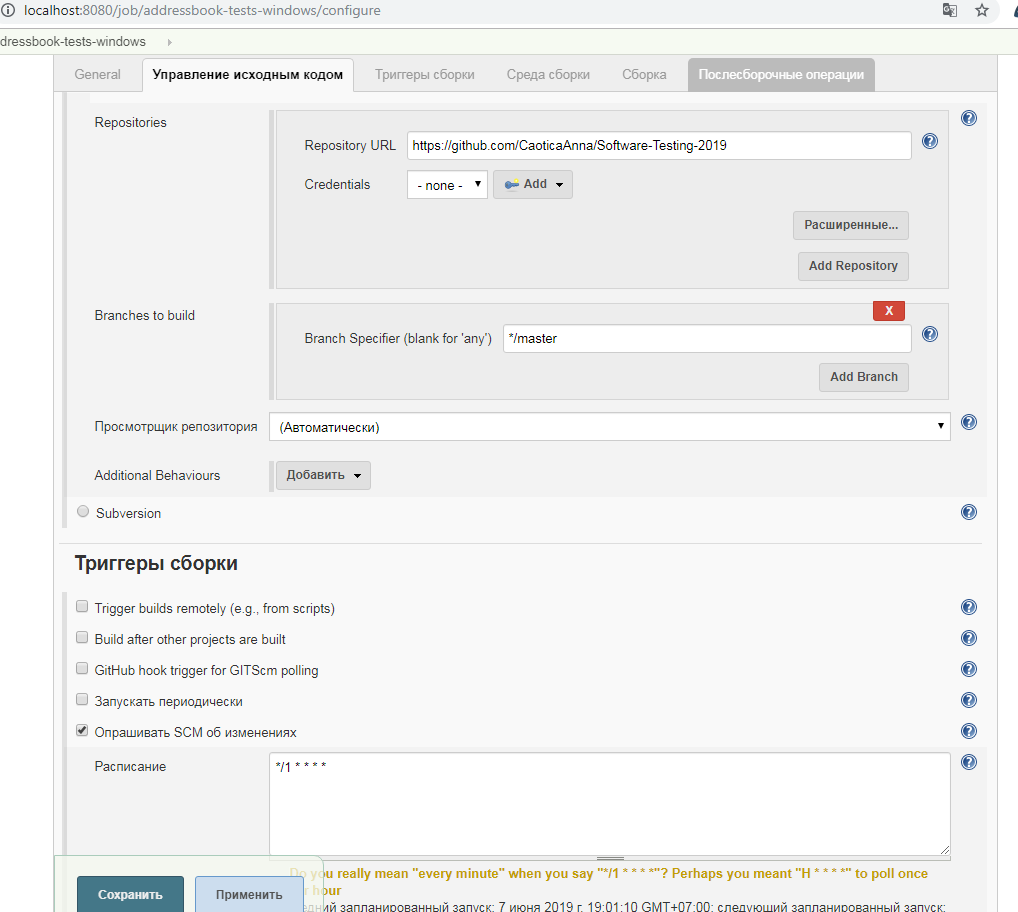 localhost:8080/job/addressbook-tests-windows/configure
dressbook-tests-windows
General Управление исходным кодом Триггеры сборки Среда сборки Сборка Послесборочные операции
Repositories
Repository URL https://github.com/CaoticaAnna/Software-Testing-2019
Credentials - none - Add
Расширенные...
Add Repository
Branches to build
X
Branch Specifier (blank for 'any') */master
Add Branch
Просмотрщик репозитория (Автоматически)
Additional Behaviours Добавить
Subversion
Триггеры сборки
Trigger builds remotely (e.g., from scripts)
Build after other projects are built
GitHub hook trigger for GITScm polling
Запускать периодически
Опрашивать SCM об изменениях
Расписание */1 * * * *
Do you really mean "every minute" when you say "*/1 * * * *"? Perhaps you meant "H * * * *" to poll once
hour
запланированный запуск: 7 июня 2019 г. 19:01:10 GMT+07:00; следующий запланированный запуск:
Сохранить Применить